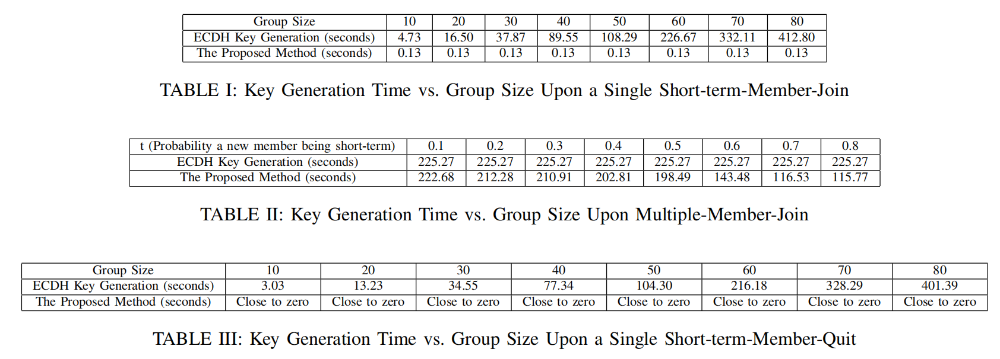 Group Size 10 20 30 40 50 60 70 80
ECDH Key Generation (seconds) 4.73 16.50 37.87 89.55 108.29 226.67 332.11 412.80
The Proposed Method (seconds) 0.13 0.13 0.13 0.13 0.13 0.13 0.13 0.13
TABLE I: Key Generation Time vs. Group Size Upon a Single Short-term-Member-Join
t (Probability a new member being short-term) 0.1 0.2 0.3 0.4 0.5 0.6 0.7 0.8
ECDH Key Generation (seconds) 225.27 225.27 225.27 225.27 225.27 225.27 225.27 225.27
The Proposed Method (seconds) 222.68 212.28 210.91 202.81 198.49 143.48 116.53 115.77
TABLE II: Key Generation Time vs. Group Size Upon Multiple-Member-Join
Group Size 10 20 30 40 50 60 70 80
ECDH Key Generation (seconds) 3.03 13.23 34.55 77.34 104.30 216.18 328.29 401.39
The Proposed Method (seconds) Close to zero Close to zero Close to zero Close to zero Close to zero Close to zero Close to zero Close to zero
TABLE III: Key Generation Time vs. Group Size Upon a Single Short-term-Member-Quit